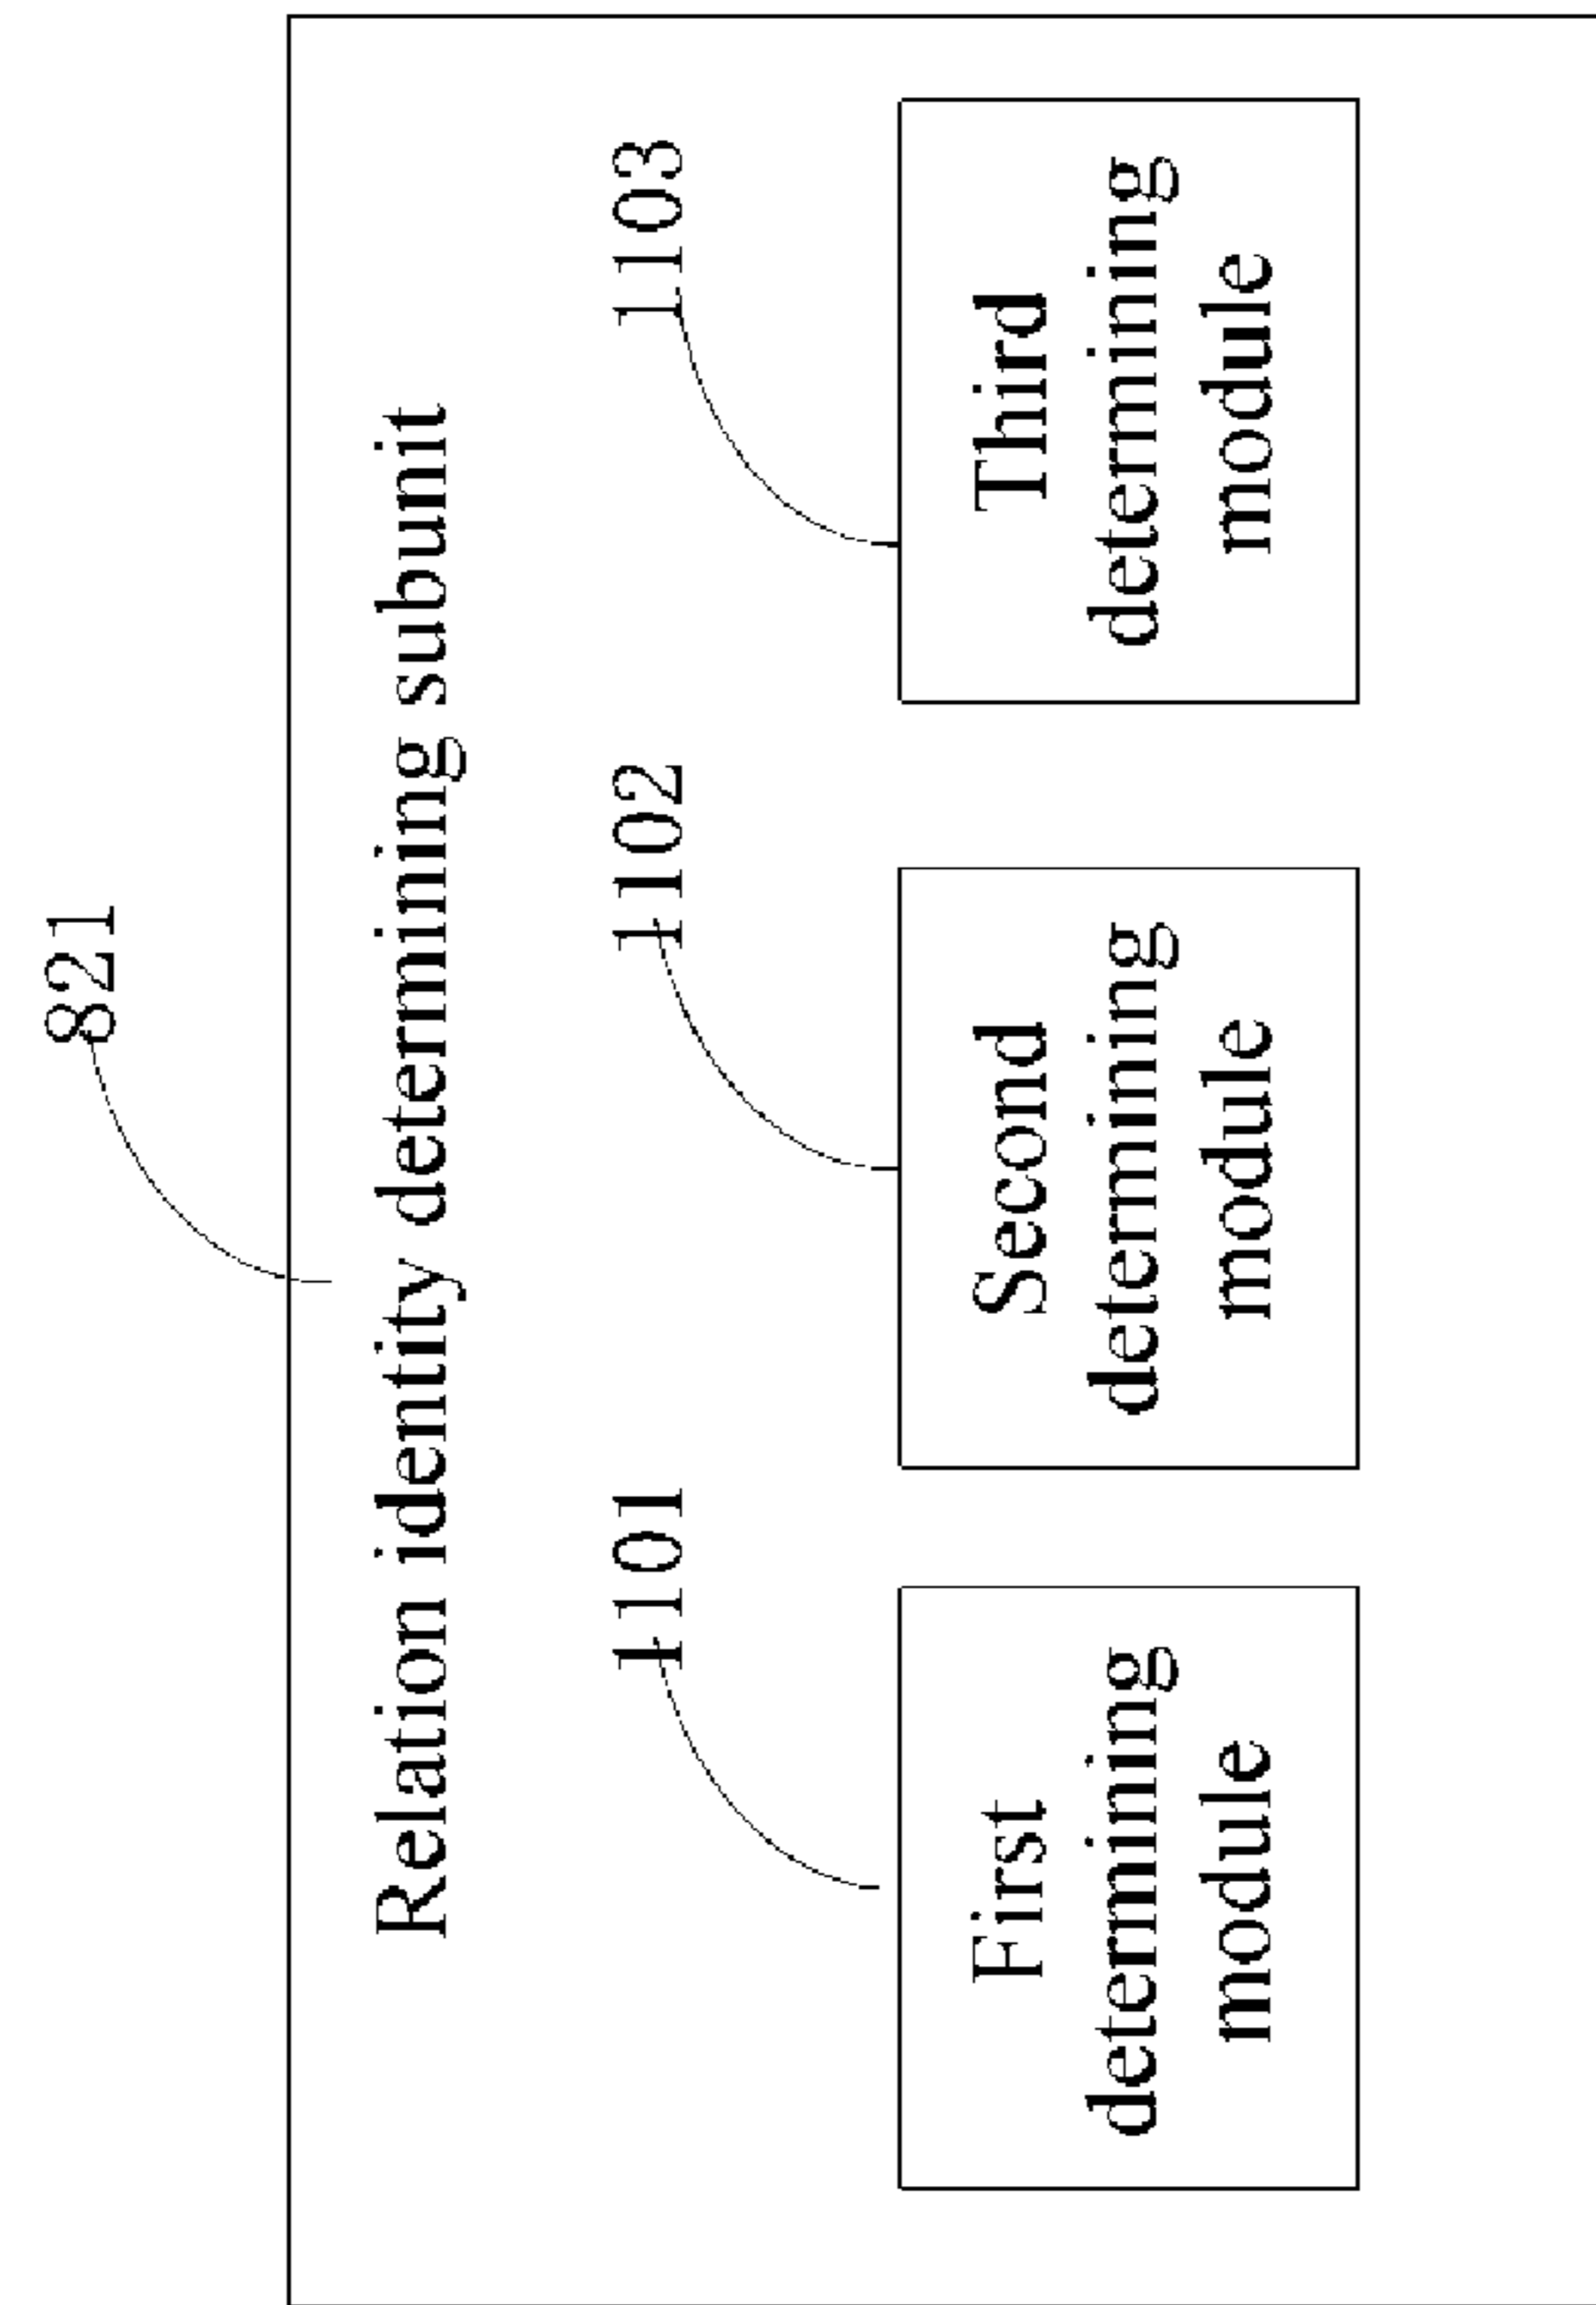 821
Relation identity determining subunit
1101
1102
1103
First
determining
module
Second
determining
module
Third
determining
module